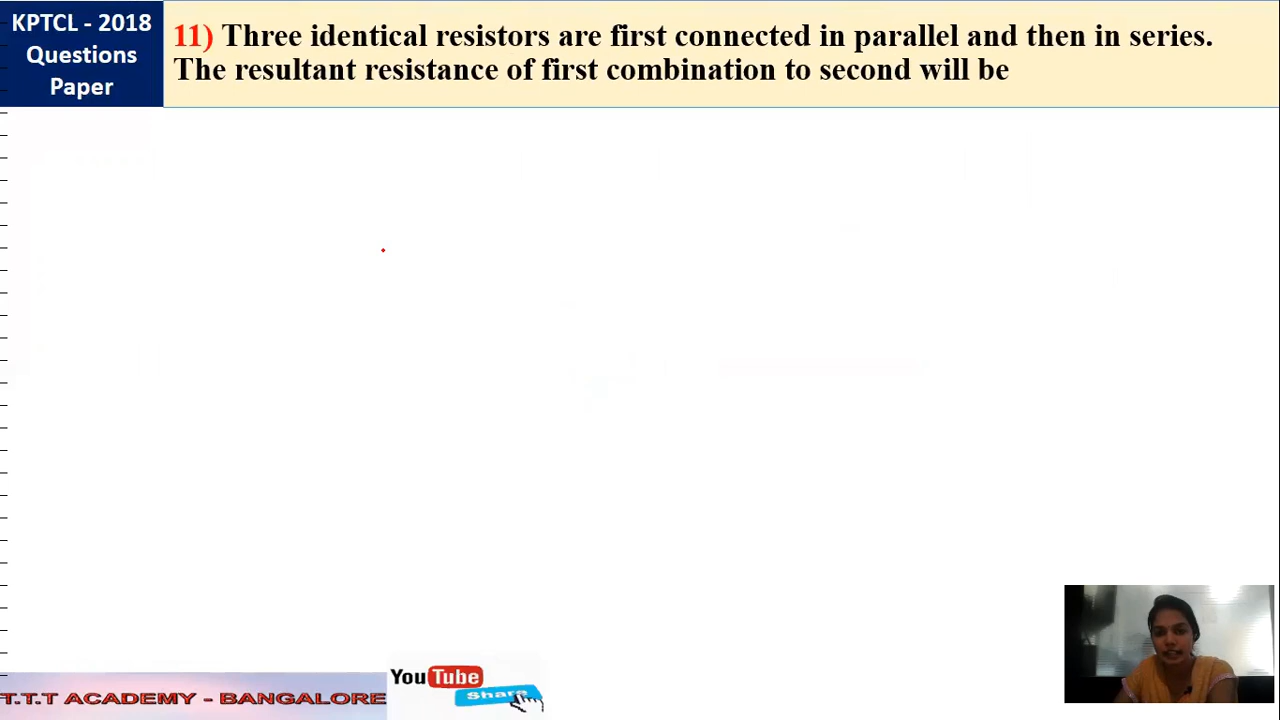 KPTCL - 2018
Questions
Paper
11) Three identical resistors are first connected in parallel and then in series.
The resultant resistance of first combination to second will be
T.T.T ACADEMY - BANGALORE
YouTube
Share